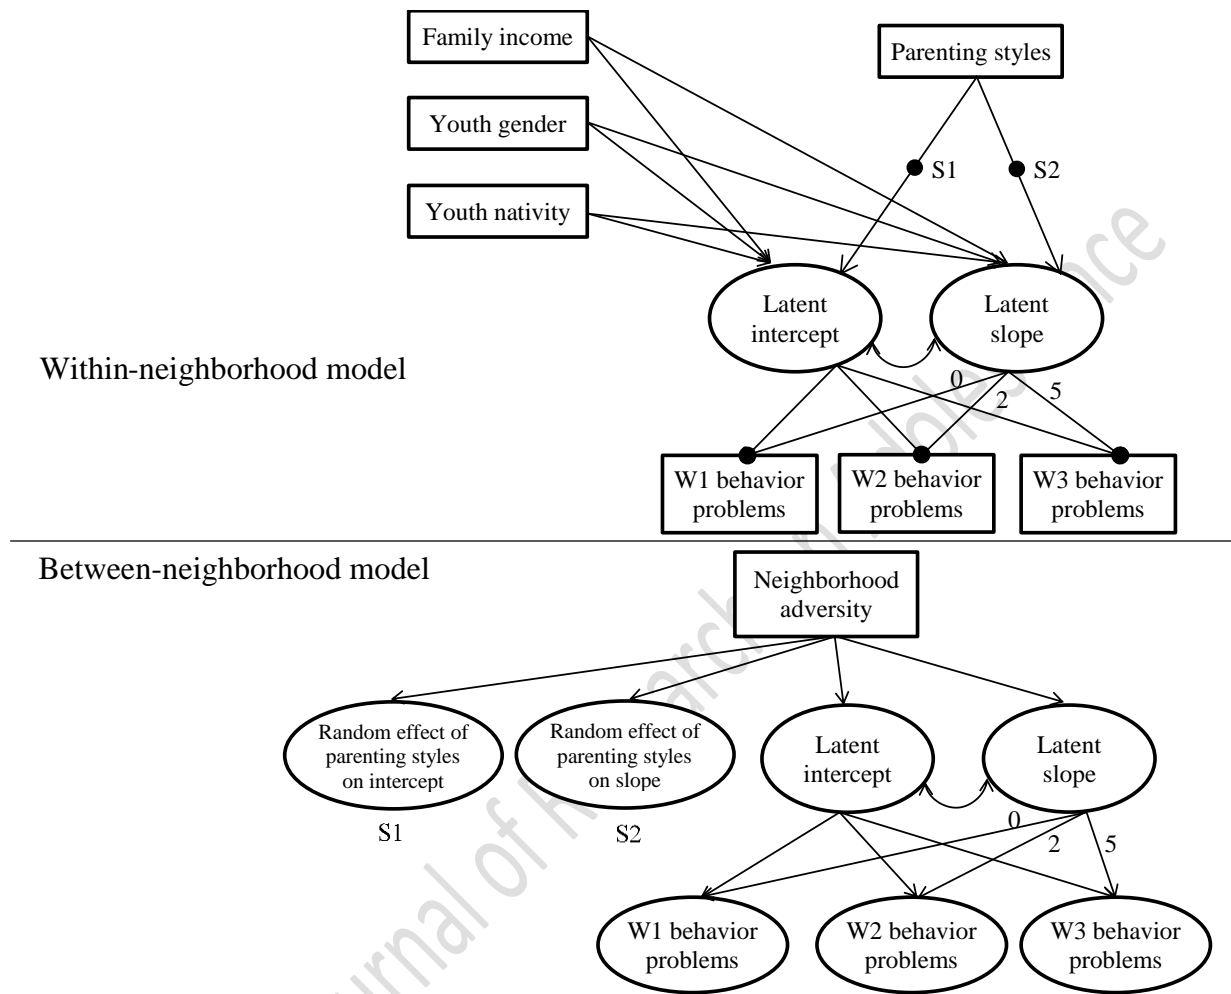 Family income
Parenting styles
Youth gender
S1
S2
Youth nativity
Latent
intercept
Latent
slope
Within-neighborhood model
0
2
5
W1 behavior
problems
W2 behavior
problems
W3 behavior
problems
Between-neighborhood model
Neighborhood
adversity
Random effect of
parenting styles
on intercept
Random effect of
parenting styles
on slope
Latent
intercept
Latent
slope
S1
S2
0
2
5
W1 behavior
problems
W2 behavior
problems
W3 behavior
problems